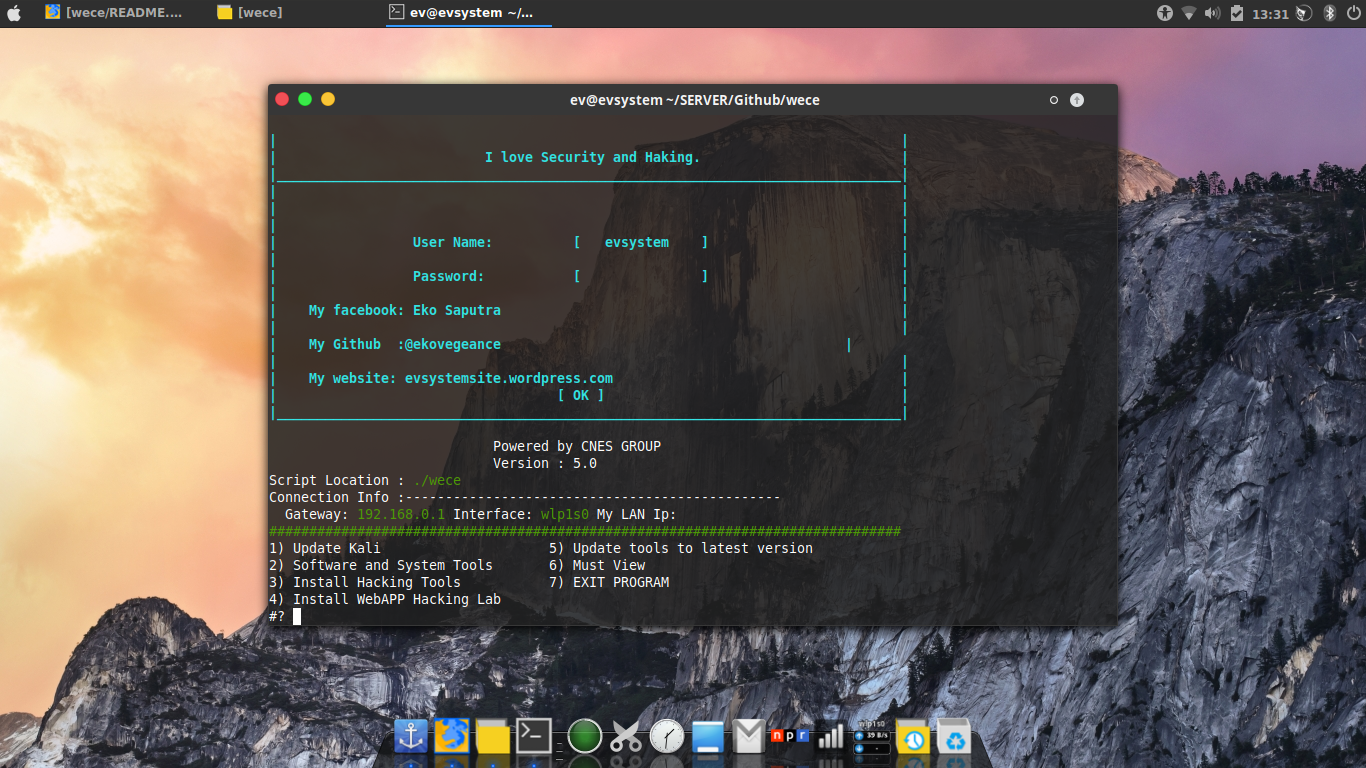 [wece/README....
[wece]
ev@evsystem ~/...
13:31
ev@evsystem ~/SERVER/Github/wece
I love Security and Haking.
User Name: [ evsystem ]
Password: [ ]
My facebook: Eko Saputra
My Github :@ekovegeance |
My website: evsystemsite.wordpress.com
[ OK ]
Powered by CNES GROUP
Version : 5.0
Script Location : ./wece
Connection Info :-----------------------------------------------
Gateway: 192.168.0.1 Interface: wlp1s0 My LAN Ip:
###############################################################################
1) Update Kali 5) Update tools to latest version
2) Software and System Tools 6) Must View
3) Install Hacking Tools 7) EXIT PROGRAM
4) Install WebAPP Hacking Lab
#?
n p r
wlp1s0
39 B/s
-